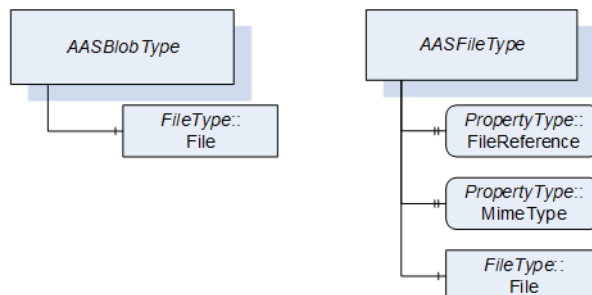 AASBlobType
FileType::
File
AASFileType
PropertyType::
FileReference
PropertyType::
MimeType
FileType::
File